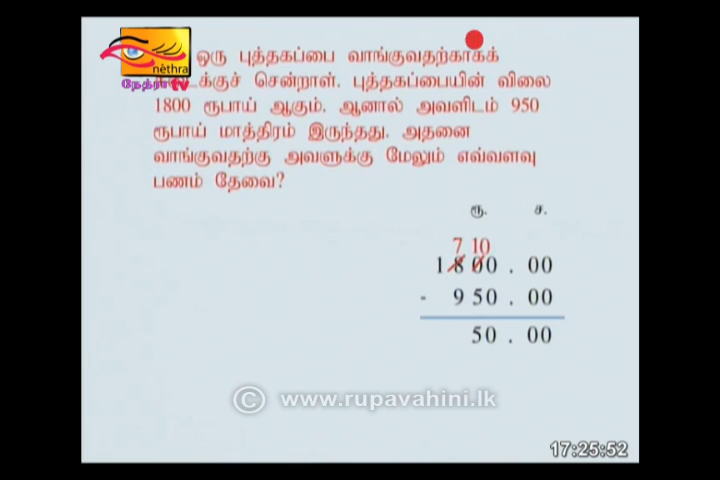 ஒரு புத்தகப்பை வாங்குவதற்காகக்
nethra
சென்றாள். புத்தகப்பையின் விலை
நேத்ரா TV
1800 ரூபாய் ஆகும். ஆனால் அவளிடம் 950
ரூபாய் மாத்திரம் இருந்தது. அதனை
வாங்குவதற்கு அவளுக்கு மேலும் எவ்வளவு
பணம் தேவை?
ரூ. ச.
7 10
1800.00
- 950.00
50.00
© www.rupavahini.lk
17:25:52